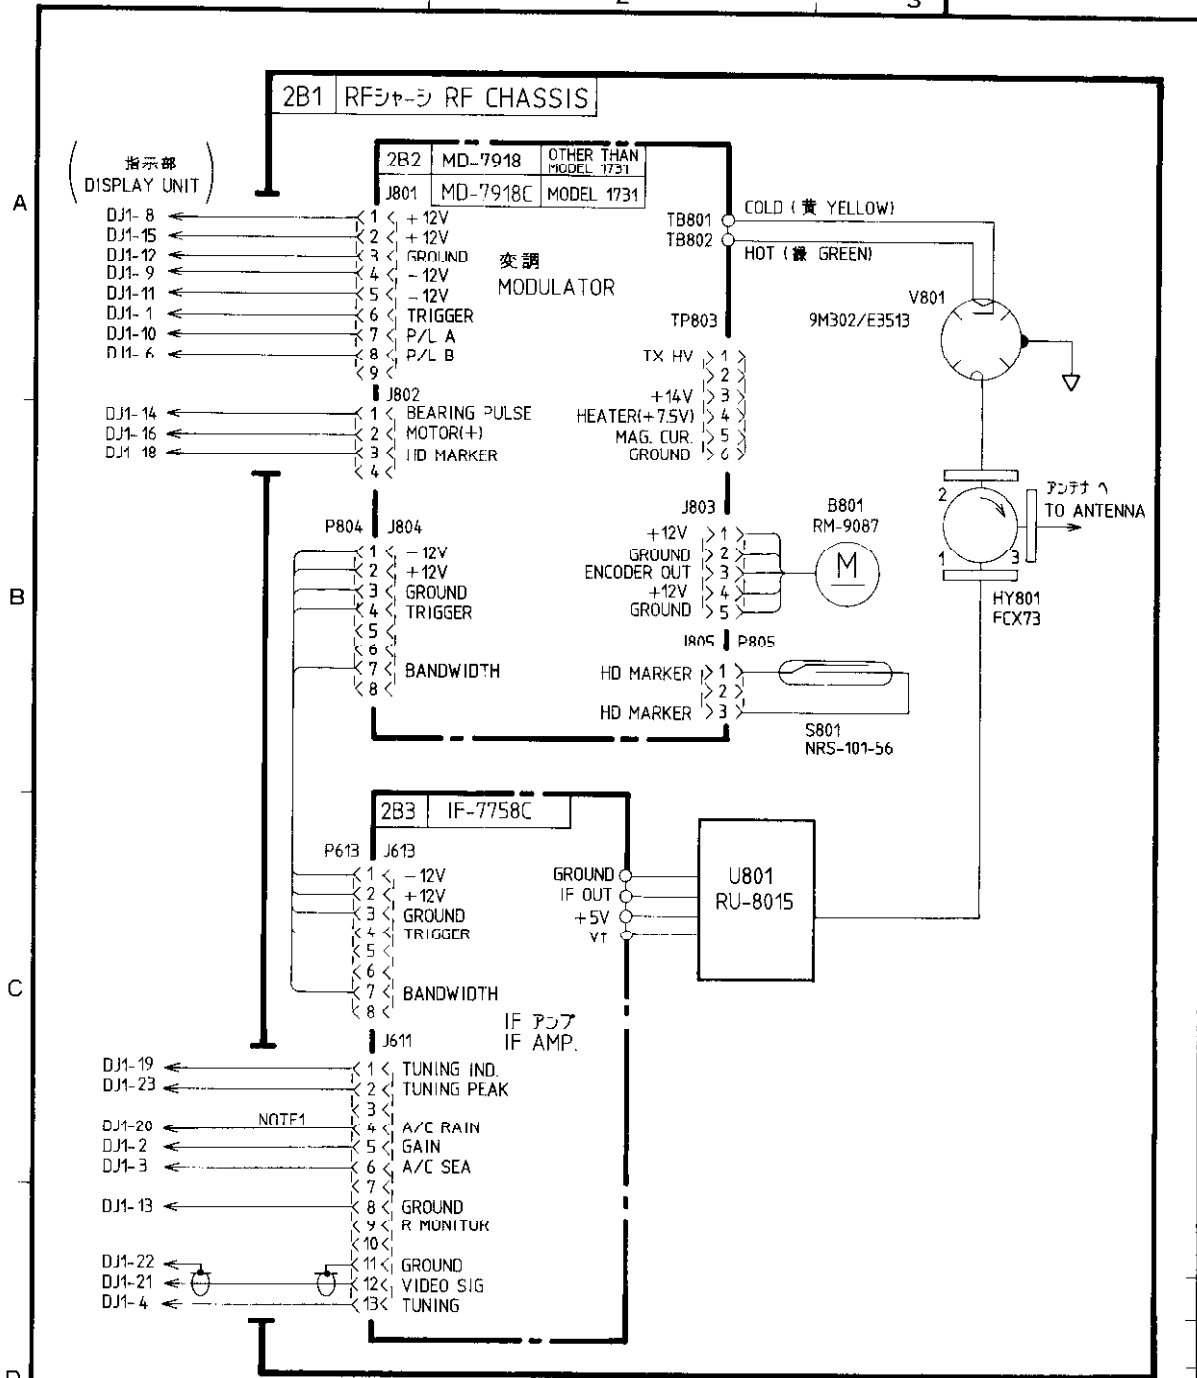 2
3
2B1 RFシャーシ RF CHASSIS
指示部
DISPLAY UNIT
A
2B2 MD-7918 OTHER THAN MODEL 1731
J801 MD-7918C MODEL 1731
DJ1-8 1 +12V
DJ1-15 2 +12V
DJ1-12 3 GROUND
DJ1-9 4 -12V
DJ1-11 5 -12V
DJ1-1 6 TRIGGER
DJ1-10 7 P/L A
DJ1-6 8 P/L B
9
変調
MODULATOR
TB801 COLD (黄 YELLOW)
TB802 HOT (緑 GREEN)
V801
9M302/E3513
TP803
TX HV 1
2
+14V 3
HEATER(+7.5V) 4
MAG. CUR. 5
GROUND 6
J802
DJ1-14 1 BEARING PULSE
DJ1-16 2 MOTOR(+)
DJ1 18 3 HD MARKER
4
B
J803
+12V 1
GROUND 2
ENCODER OUT 3
+12V 4
GROUND 5
B801
RM-9087
M
2
1
3
アンテナ ヘ
TO ANTENNA
HY801
FCX73
P804 J804
1 -12V
2 +12V
3 GROUND
4 TRIGGER
5
6
7 BANDWIDTH
8
J805 P805
HD MARKER 1
2
HD MARKER 3
S801
NRS-101-56
C
2B3 IF-7758C
P613 J613
1 -12V
2 +12V
3 GROUND
4 TRIGGER
5
6
7 BANDWIDTH
8
GROUND
IF OUT
+5V
VT
U801
RU-8015
IF アンプ
IF AMP.
J611
DJ1-19 1 TUNING IND.
DJ1-23 2 TUNING PEAK
3
DJ1-20 NOTE1 4 A/C RAIN
DJ1-2 5 GAIN
DJ1-3 6 A/C SEA
7
DJ1-13 8 GROUND
9 R MONITOR
10
DJ1-22 11 GROUND
DJ1-21 12 VIDEO SIG
DJ1-4 13 TUNING
D